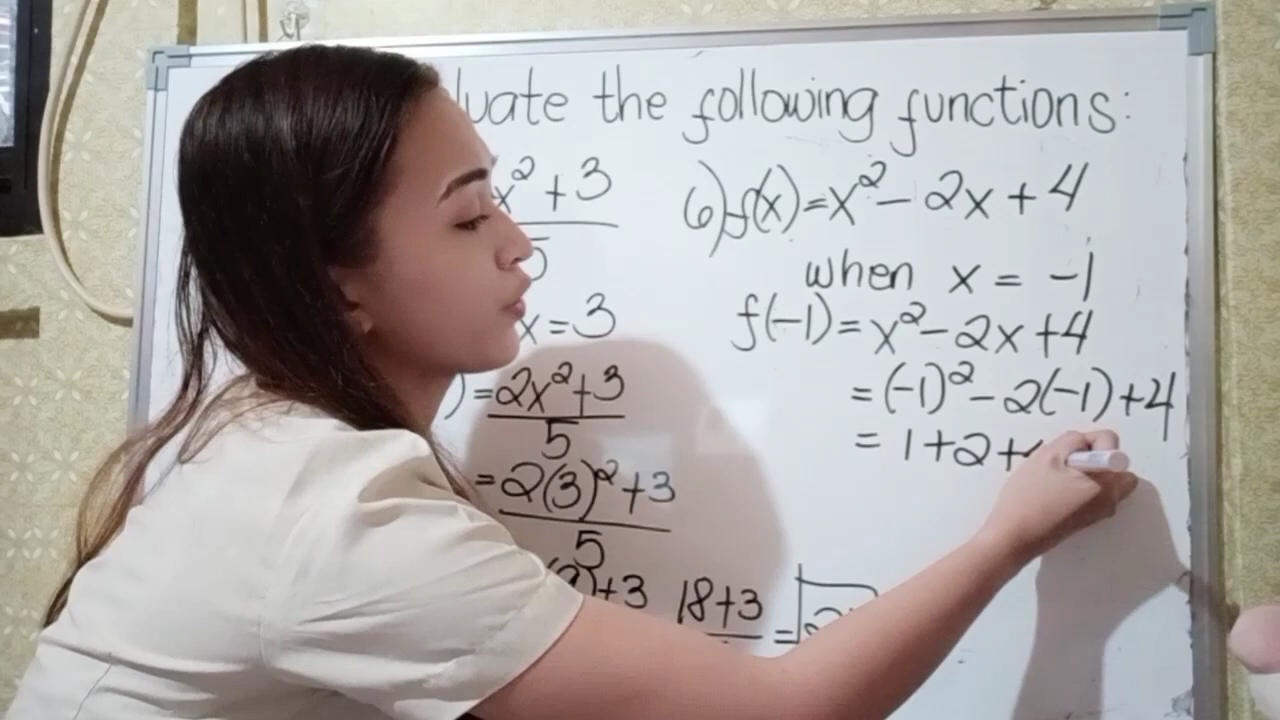 the following functions:
x² + 3
5
x = 3
= 2x² + 3
5
= 2(3)² + 3
5
+3 18+3 =
6) f(x) = x² - 2x + 4
when x = -1
f(-1) = x² - 2x + 4
= (-1)² - 2(-1) + 4
= 1 + 2 +